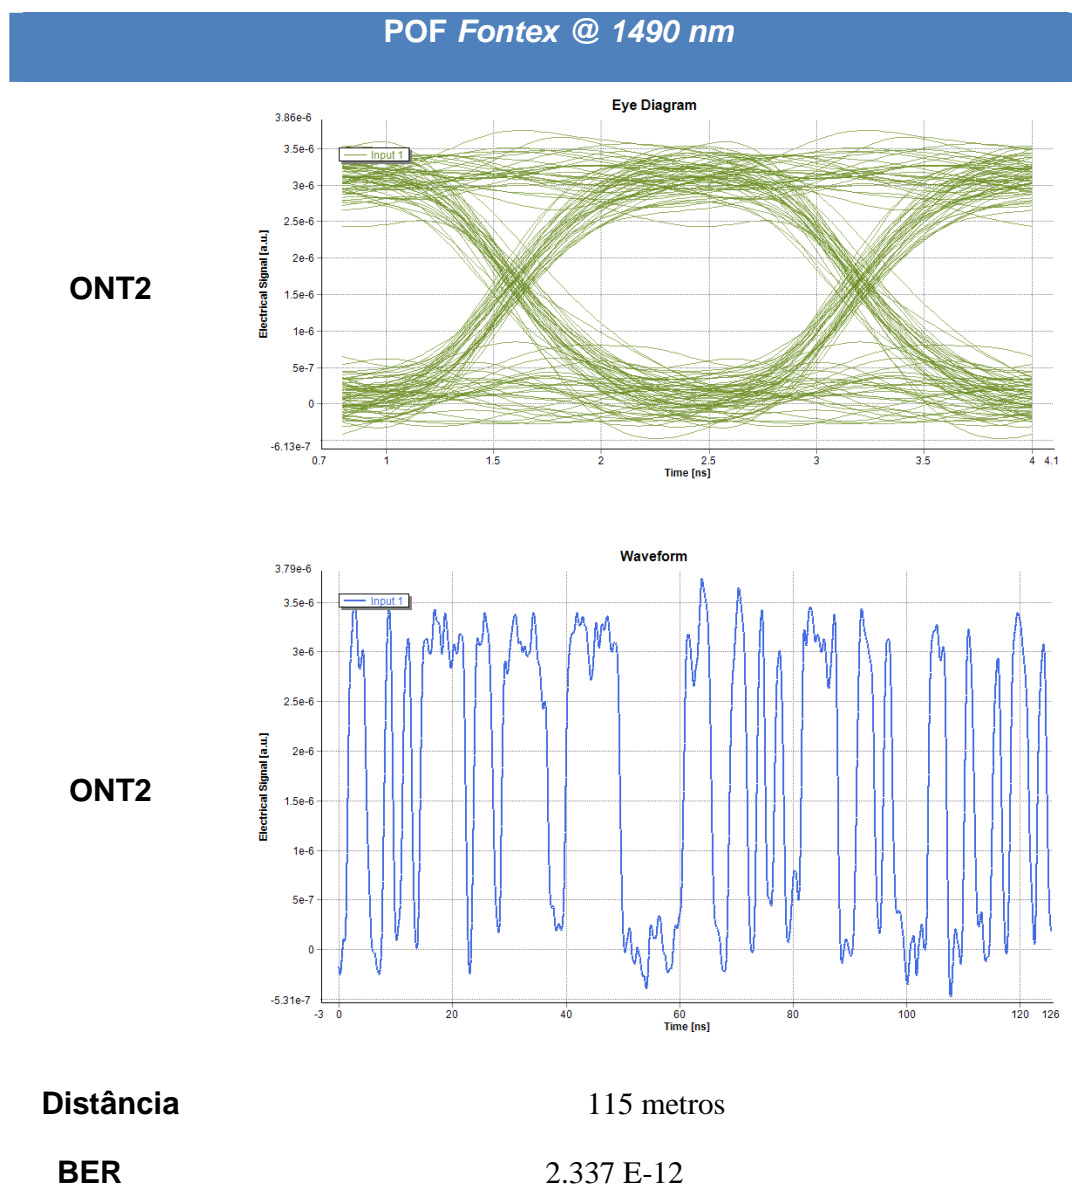 POF Fontex @ 1490 nm
Eye Diagram
3.86e-6
3.5e-6
3e-6
2.5e-6
2e-6
1.5e-6
1e-6
5e-7
0
-6.13e-7
Electrical Signal [a.u.]
Input 1
0.7 1 1.5 2 2.5 3 3.5 4 4.1
Time [ns]
ONT2
Waveform
3.79e-6
3.5e-6
3e-6
2.5e-6
2e-6
1.5e-6
1e-6
5e-7
0
-5.31e-7
Electrical Signal [a.u.]
Input 1
-3 0 20 40 60 80 100 120 126
Time [ns]
ONT2
Distância 115 metros
BER 2.337 E-12